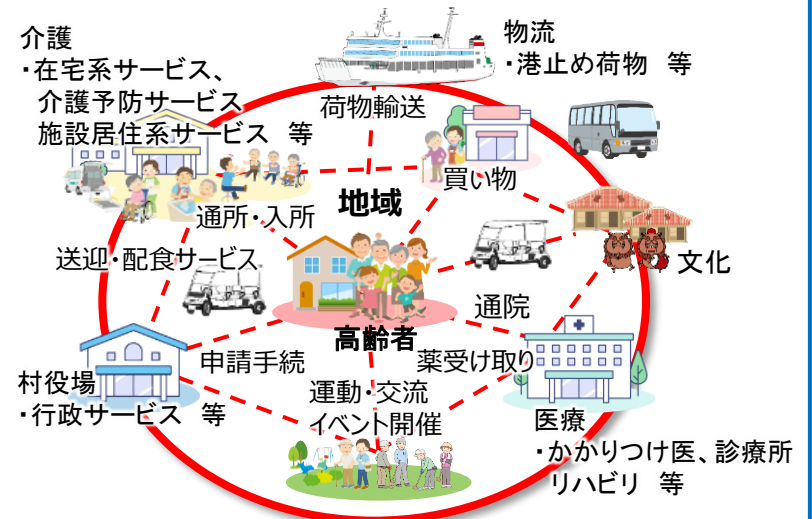 介護
・在宅系サービス、
介護予防サービス
施設居住系サービス 等
物流
・港止め荷物 等
荷物輸送
買い物
地域
通所・入所
送迎・配食サービス
文化
通院
高齢者
申請手続
薬受け取り
村役場
・行政サービス 等
運動・交流
イベント開催
医療
・かかりつけ医、診療所
リハビリ 等